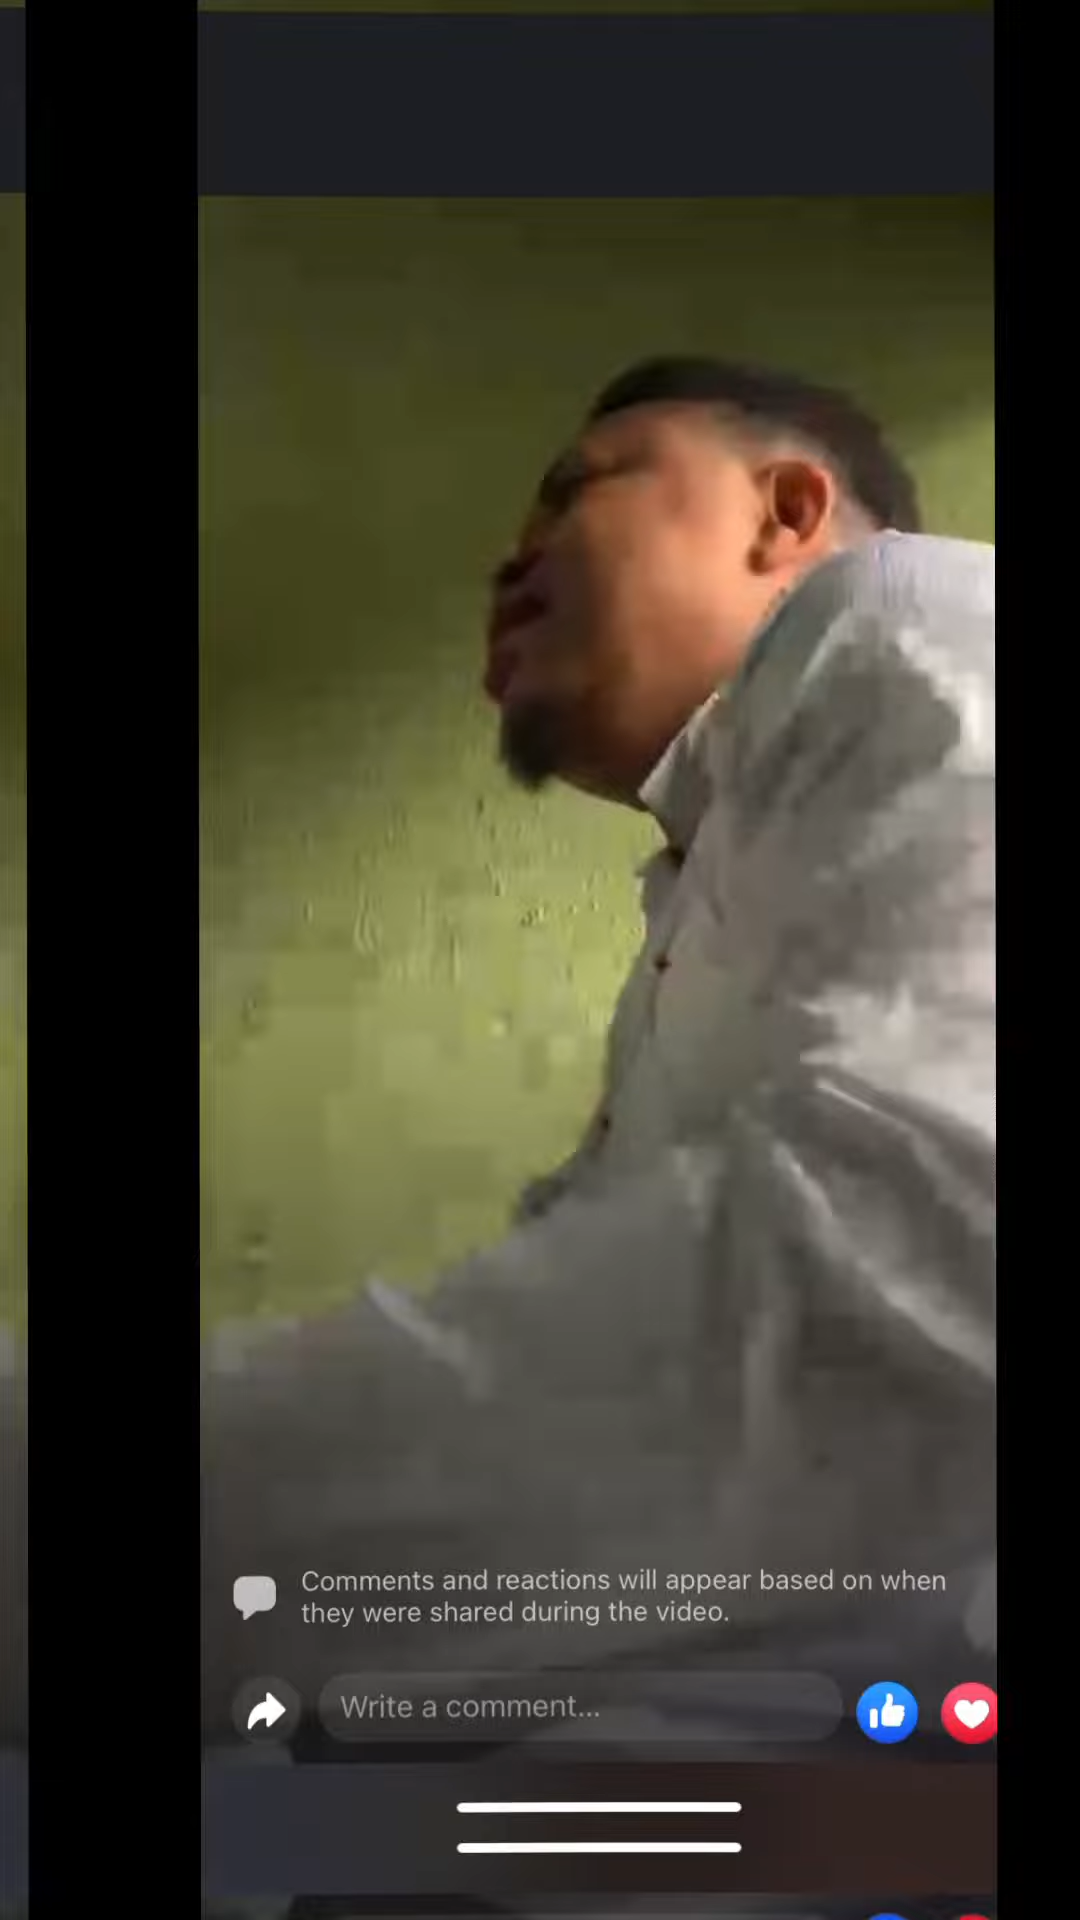 Comments and reactions will appear based on when
they were shared during the video.
Write a comment...